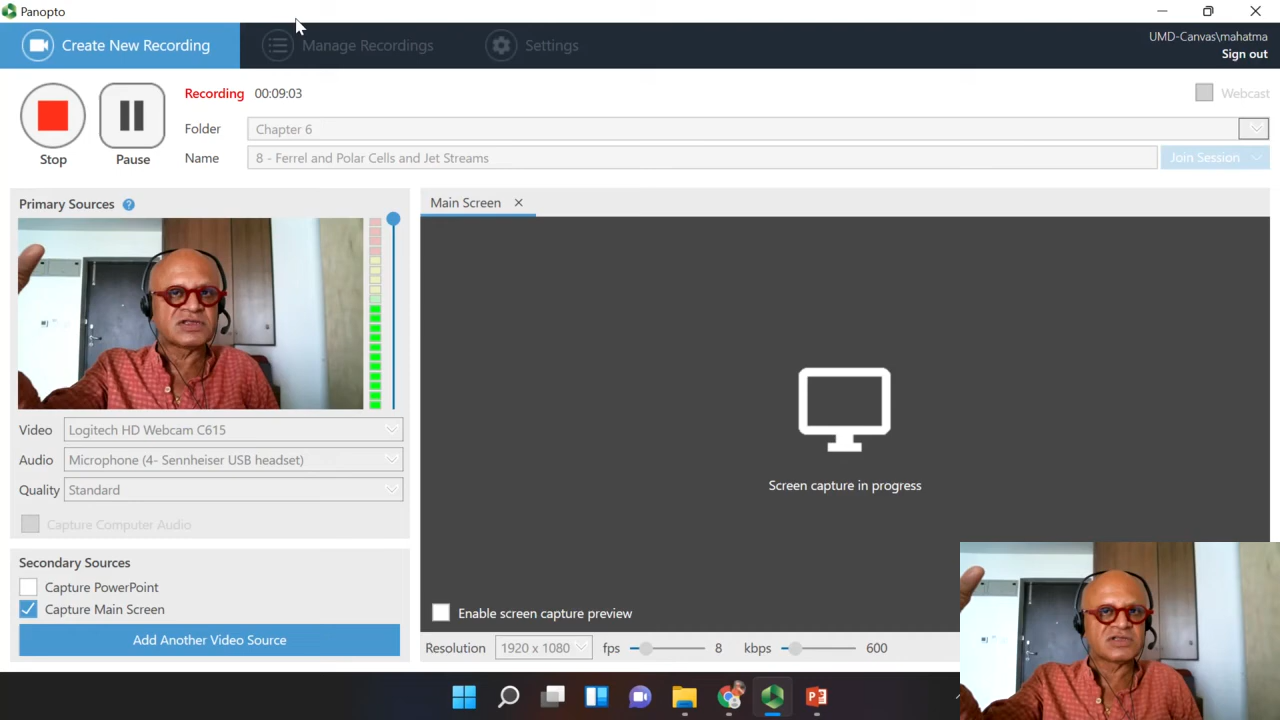 Panopto
Create New Recording
Manage Recordings
Settings
UMD-Canvas\mahatma
Sign out
Recording 00:09:03
Webcast
Folder Chapter 6
Name 8 - Ferrel and Polar Cells and Jet Streams
Join Session
Stop
Pause
Primary Sources ?
Video Logitech HD Webcam C615
Audio Microphone (4- Sennheiser USB headset)
Quality Standard
Capture Computer Audio
Secondary Sources
Capture PowerPoint
Capture Main Screen
Add Another Video Source
Main Screen
Screen capture in progress
Enable screen capture preview
Resolution 1920 x 1080 fps 8 kbps 600